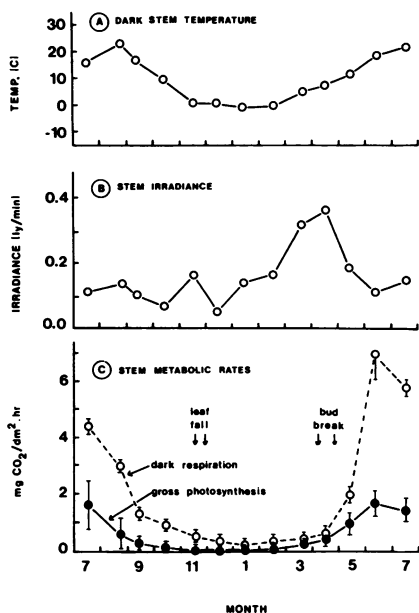 A DARK STEM TEMPERATURE
TEMP, |C|
30
20
10
0
-10
B STEM IRRADIANCE
IRRADIANCE |ly/min|
0.4
0.2
0.0
C STEM METABOLIC RATES
mg CO₂/dm².hr
6
4
2
0
leaf
fall
bud
break
dark respiration
gross photosynthesis
7 9 11 1 3 5 7
MONTH